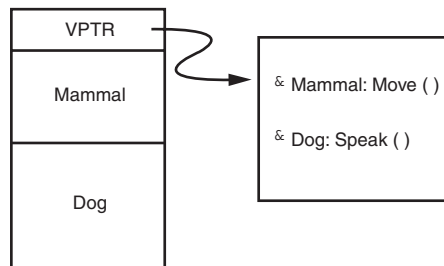 VPTR
Mammal
Dog
& Mammal: Move ( )
& Dog: Speak ( )